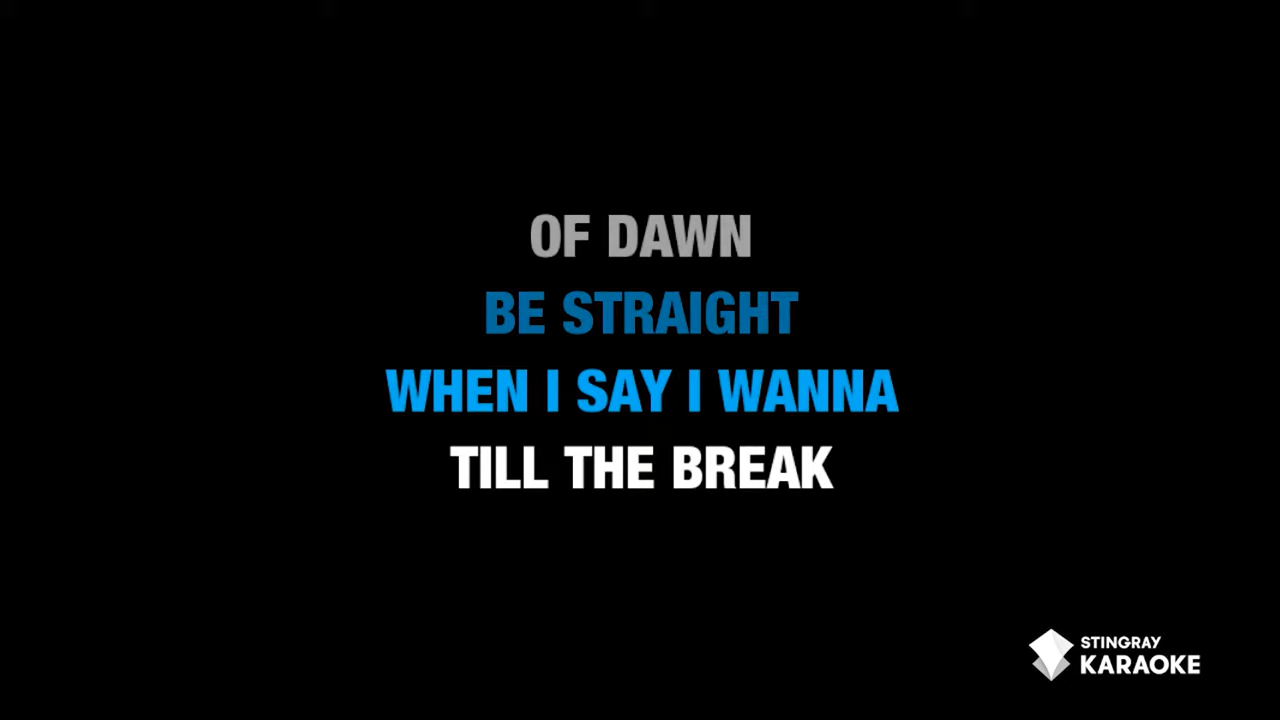 OF DAWN
BE STRAIGHT
WHEN I SAY I WANNA
TILL THE BREAK
STINGRAY
KARAOKE